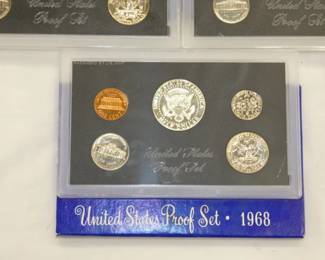 United States
Proof Set
United States
Proof Set
United States
Proof Set
United States Proof Set • 1968